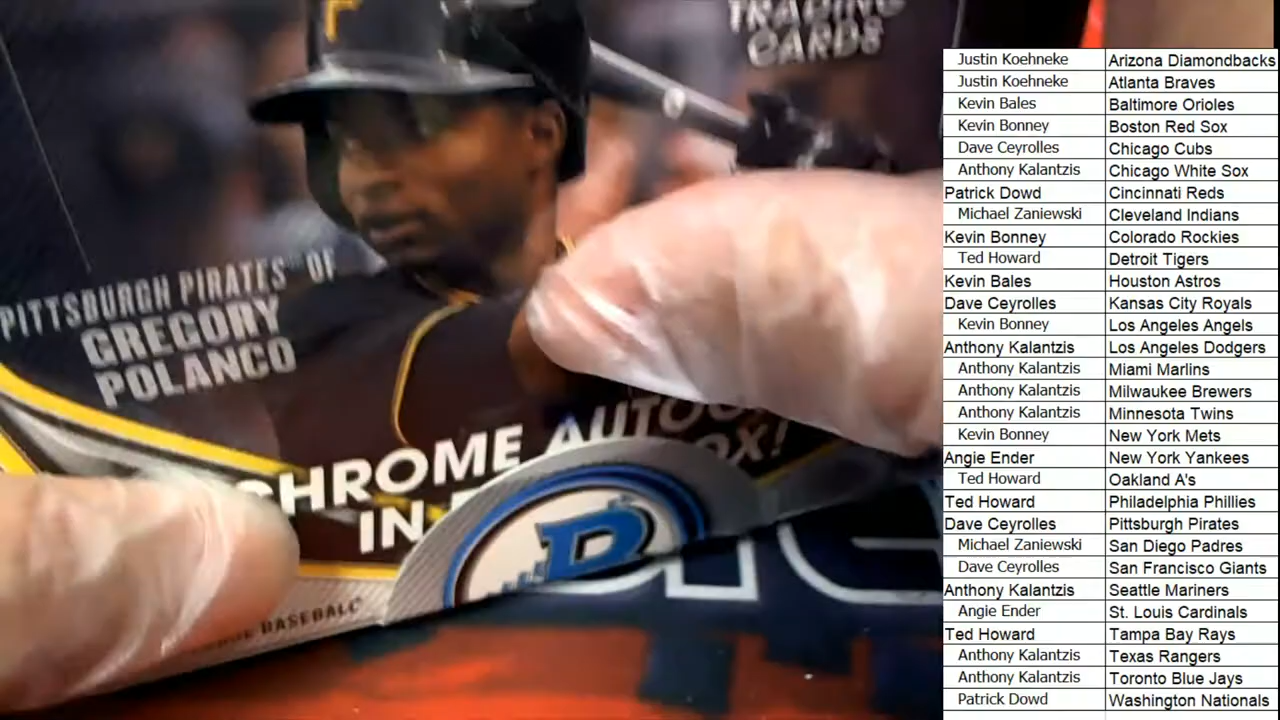 TRADING
CARDS
PITTSBURGH PIRATES™ OF
GREGORY
POLANCO
CHROME
BASEBALL
B
Justin Koehneke Arizona Diamondbacks
Justin Koehneke Atlanta Braves
Kevin Bales Baltimore Orioles
Kevin Bonney Boston Red Sox
Dave Ceyrolles Chicago Cubs
Anthony Kalantzis Chicago White Sox
Patrick Dowd Cincinnati Reds
Michael Zaniewski Cleveland Indians
Kevin Bonney Colorado Rockies
Ted Howard Detroit Tigers
Kevin Bales Houston Astros
Dave Ceyrolles Kansas City Royals
Kevin Bonney Los Angeles Angels
Anthony Kalantzis Los Angeles Dodgers
Anthony Kalantzis Miami Marlins
Anthony Kalantzis Milwaukee Brewers
Anthony Kalantzis Minnesota Twins
Kevin Bonney New York Mets
Angie Ender New York Yankees
Ted Howard Oakland A's
Ted Howard Philadelphia Phillies
Dave Ceyrolles Pittsburgh Pirates
Michael Zaniewski San Diego Padres
Dave Ceyrolles San Francisco Giants
Anthony Kalantzis Seattle Mariners
Angie Ender St. Louis Cardinals
Ted Howard Tampa Bay Rays
Anthony Kalantzis Texas Rangers
Anthony Kalantzis Toronto Blue Jays
Patrick Dowd Washington Nationals